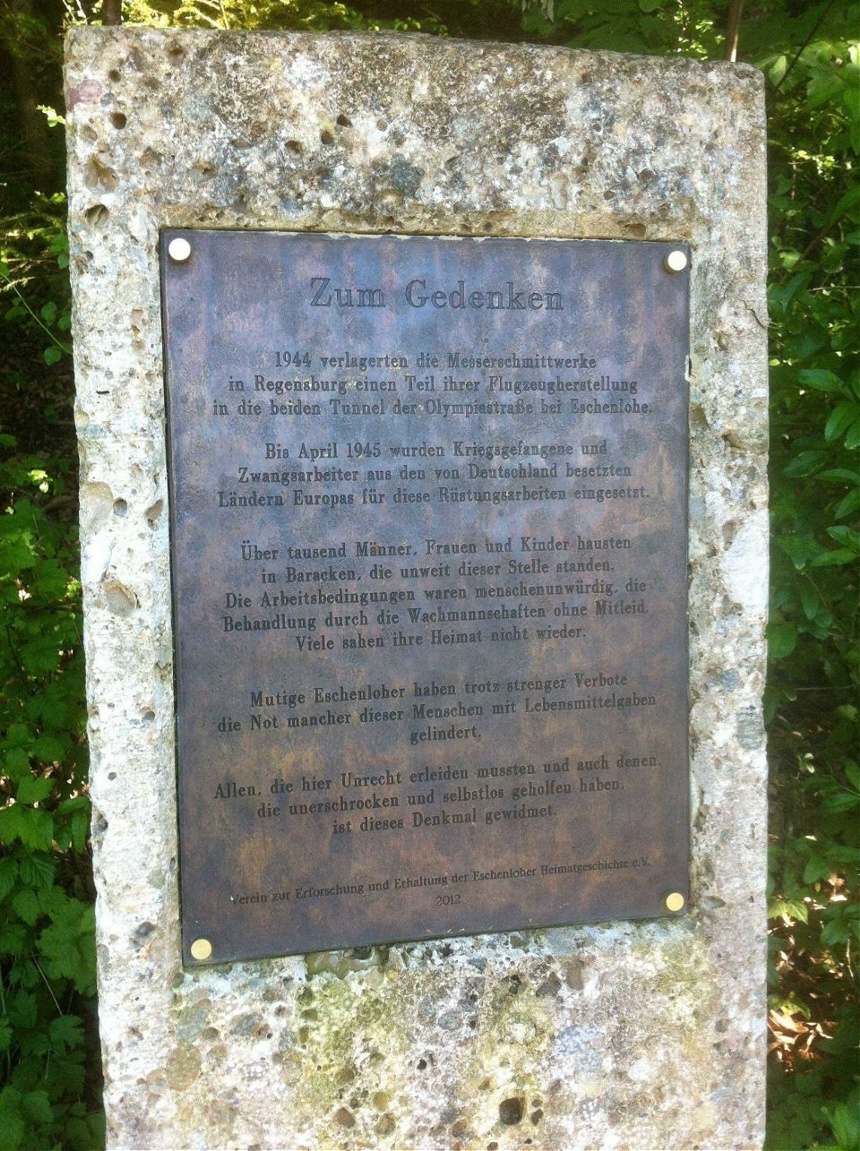 Zum Gedenken
1944 verlagerten die Messerschmittwerke
in Regensburg einen Teil ihrer Flugzeugherstellung
in die beiden Tunnel der Olympiastraße bei Eschenlohe.
Bis April 1945 wurden Kriegsgefangene und
Zwangsarbeiter aus den von Deutschland besetzten
Ländern Europas für diese Rüstungsarbeiten eingesetzt.
Über tausend Männer, Frauen und Kinder hausten
in Baracken, die unweit dieser Stelle standen.
Die Arbeitsbedingungen waren menschenunwürdig, die
Behandlung durch die Wachmannschaften ohne Mitleid.
Viele sahen ihre Heimat nicht wieder.
Mutige Eschenloher haben trotz strenger Verbote
die Not mancher dieser Menschen mit Lebensmittelgaben
gelindert.
Allen, die hier Unrecht erleiden mussten und auch denen,
die unerschrocken und selbstlos geholfen haben,
ist dieses Denkmal gewidmet.
Verein zur Erforschung und Erhaltung der Eschenloher Heimatgeschichte e.V.
2012